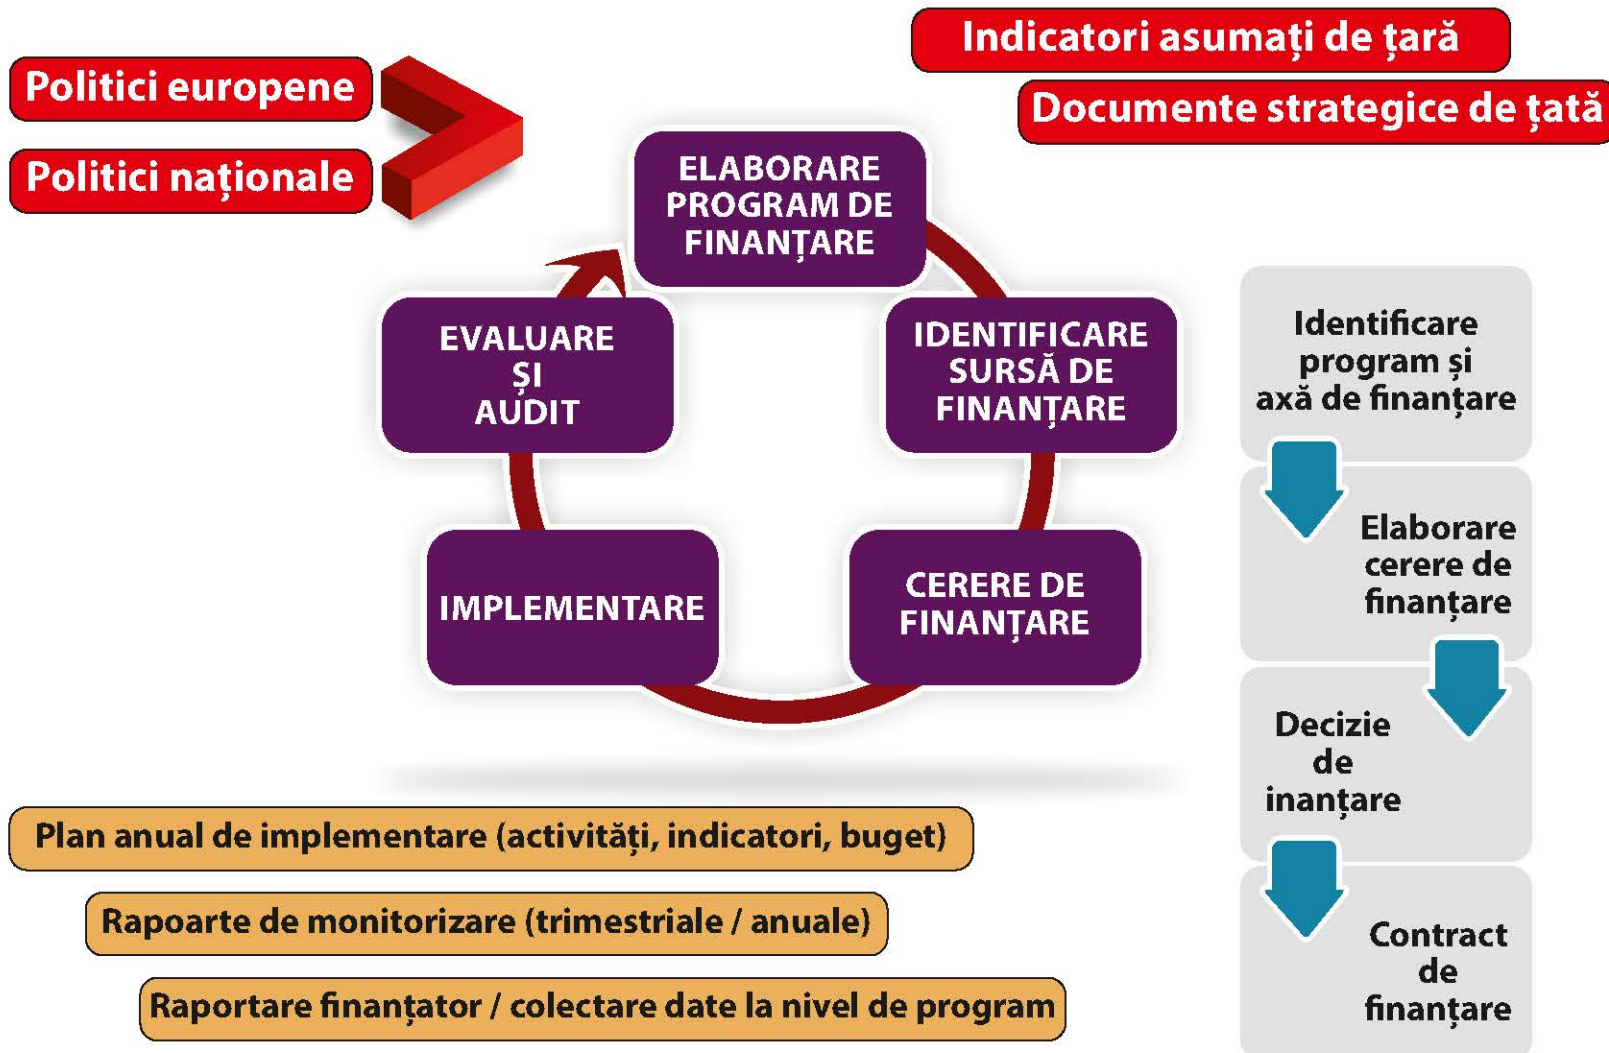 Politici europene
Politici naționale
Indicatori asumați de țară
Documente strategice de țată
ELABORARE
PROGRAM DE
FINANȚARE
IDENTIFICARE
SURSĂ DE
FINANȚARE
CERERE DE
FINANȚARE
IMPLEMENTARE
EVALUARE
ȘI
AUDIT
Identificare
program și
axă de finanțare
Elaborare
cerere de
finanțare
Decizie
de
inanțare
Contract
de
finanțare
Plan anual de implementare (activități, indicatori, buget)
Rapoarte de monitorizare (trimestriale / anuale)
Raportare finanțator / colectare date la nivel de program